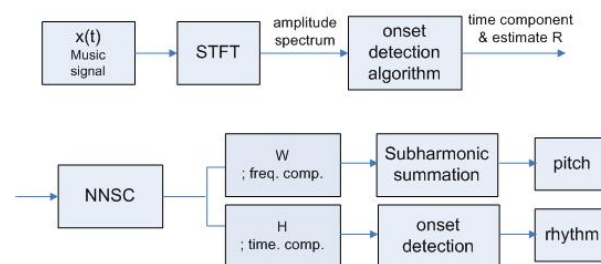 x(t)
Music
signal
STFT
amplitude
spectrum
onset
detection
algorithm
time component
& estimate R
NNSC
W
; freq. comp.
Subharmonic
summation
pitch
H
; time. comp.
onset
detection
rhythm